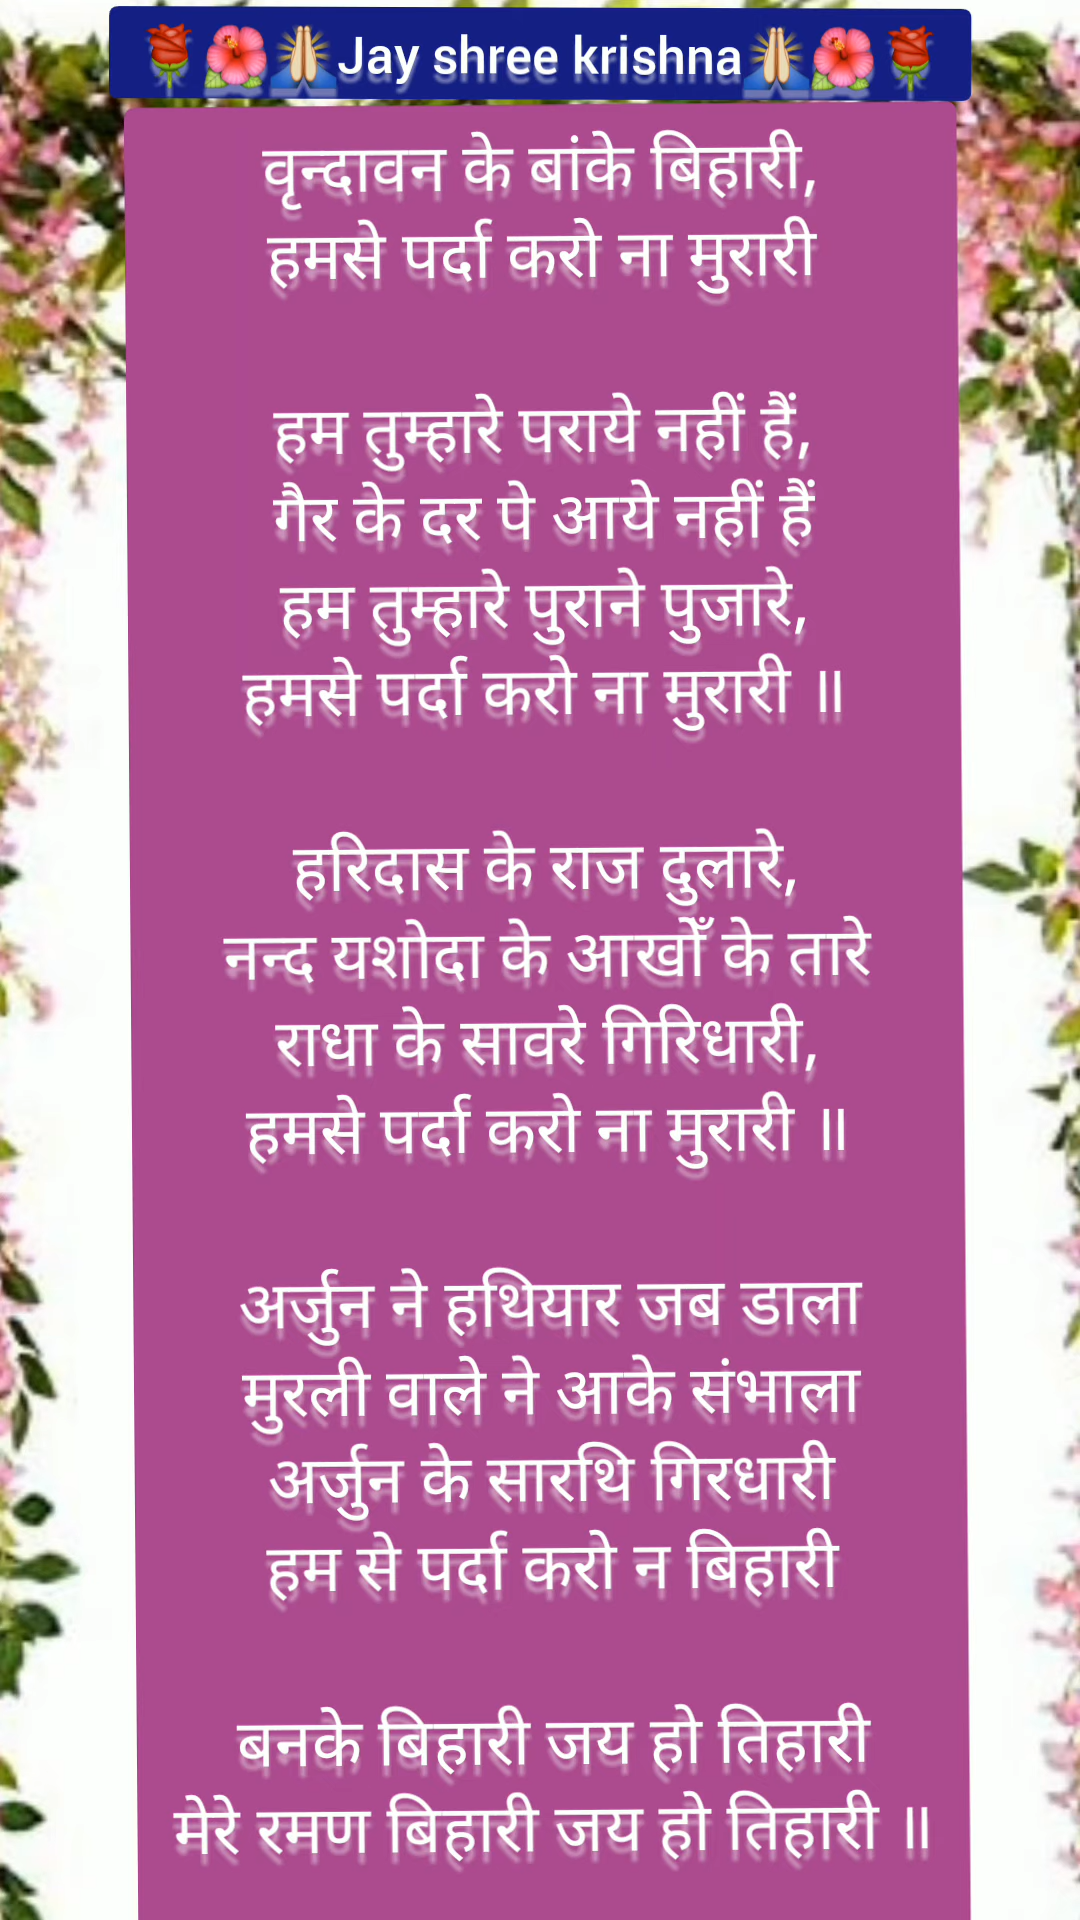 🌹🌺🙏Jay shree krishna🙏🌺🌹
वृन्दावन के बांके बिहारी,
हमसे पर्दा करो ना मुरारी
हम तुम्हारे पराये नहीं हैं,
गैर के दर पे आये नहीं हैं
हम तुम्हारे पुराने पुजारे,
हमसे पर्दा करो ना मुरारी ॥
हरिदास के राज दुलारे,
नन्द यशोदा के आखोँ के तारे
राधा के सावरे गिरिधारी,
हमसे पर्दा करो ना मुरारी ॥
अर्जुन ने हथियार जब डाला
मुरली वाले ने आके संभाला
अर्जुन के सारथि गिरधारी
हम से पर्दा करो न बिहारी
बनके बिहारी जय हो तिहारी
मेरे रमण बिहारी जय हो तिहारी ॥